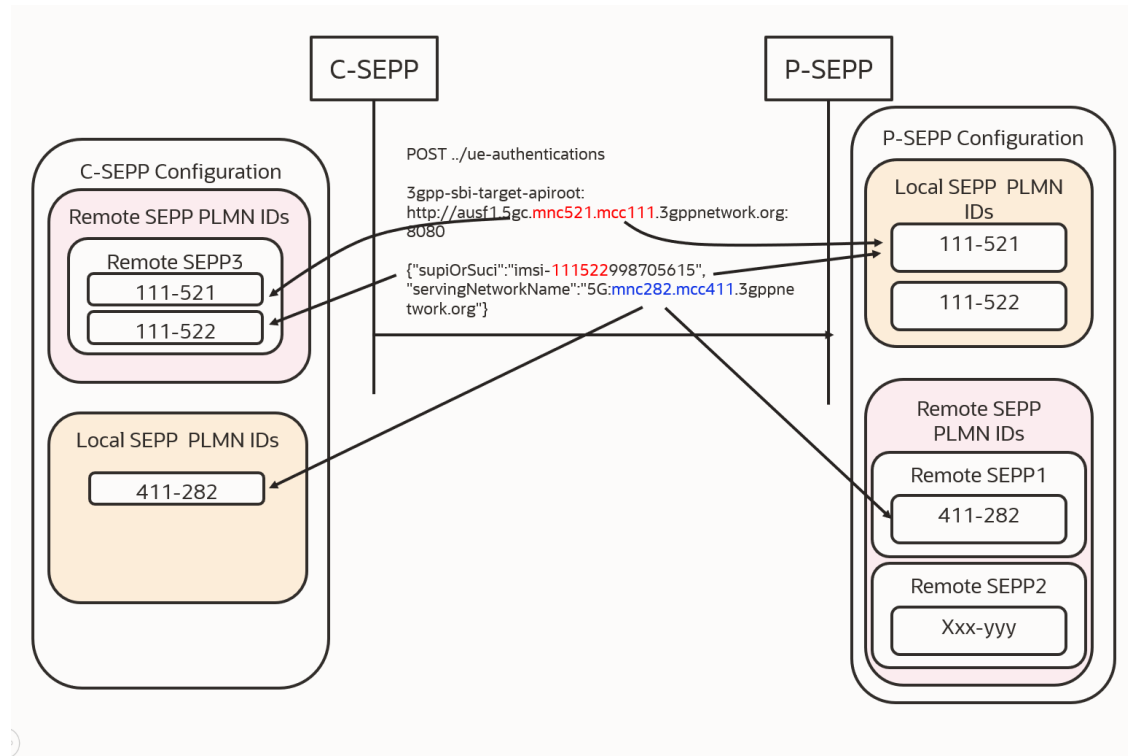 C-SEPP
P-SEPP
C-SEPP Configuration
Remote SEPP PLMN IDs
Remote SEPP3
111-521
111-522
Local SEPP PLMN IDs
411-282
POST ../ue-authentications
3gpp-sbi-target-apiroot:
http://ausf1.5gc.mnc521.mcc111.3gppnetwork.org:
8080
{"supiOrSuci":"imsi-111522998705615",
"servingNetworkName":"5G:mnc282.mcc411.3gppne
twork.org"}
P-SEPP Configuration
Local SEPP PLMN
IDs
111-521
111-522
Remote SEPP
PLMN IDs
Remote SEPP1
411-282
Remote SEPP2
Xxx-yyy